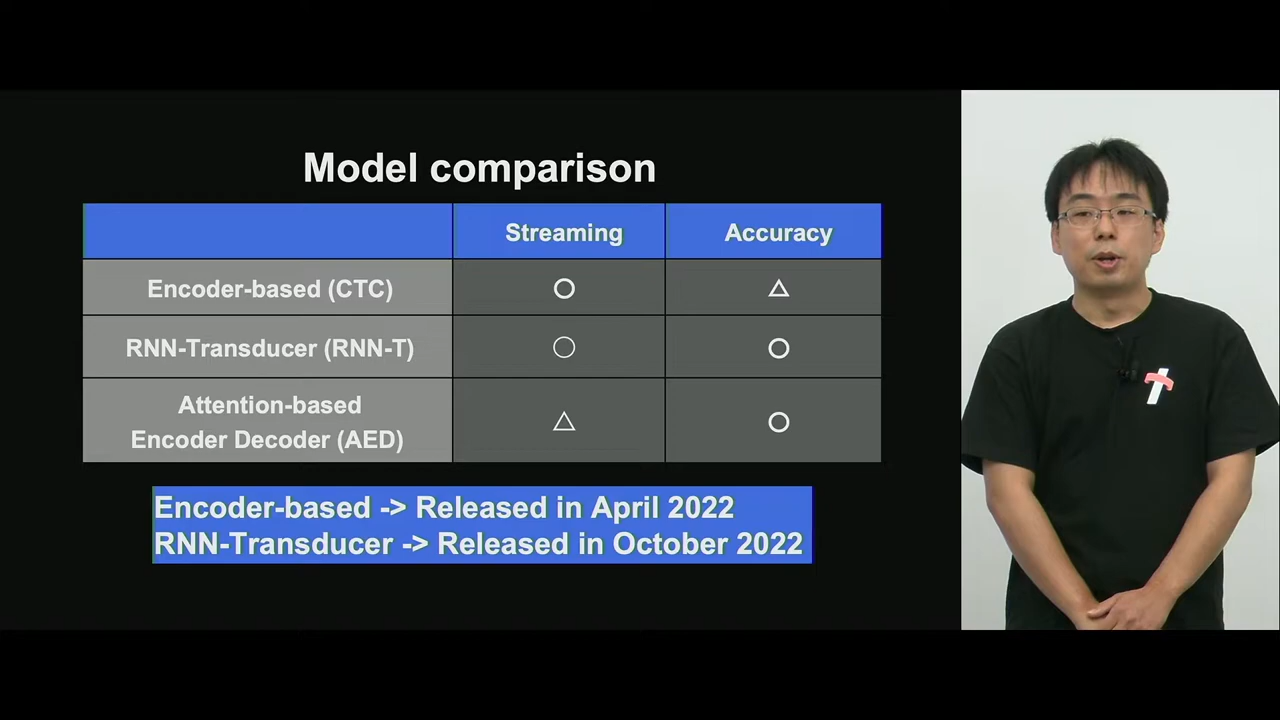 Model comparison
Streaming Accuracy
Encoder-based (CTC) ○ △
RNN-Transducer (RNN-T) ○ ○
Attention-based
Encoder Decoder (AED) △ ○
Encoder-based -> Released in April 2022
RNN-Transducer -> Released in October 2022